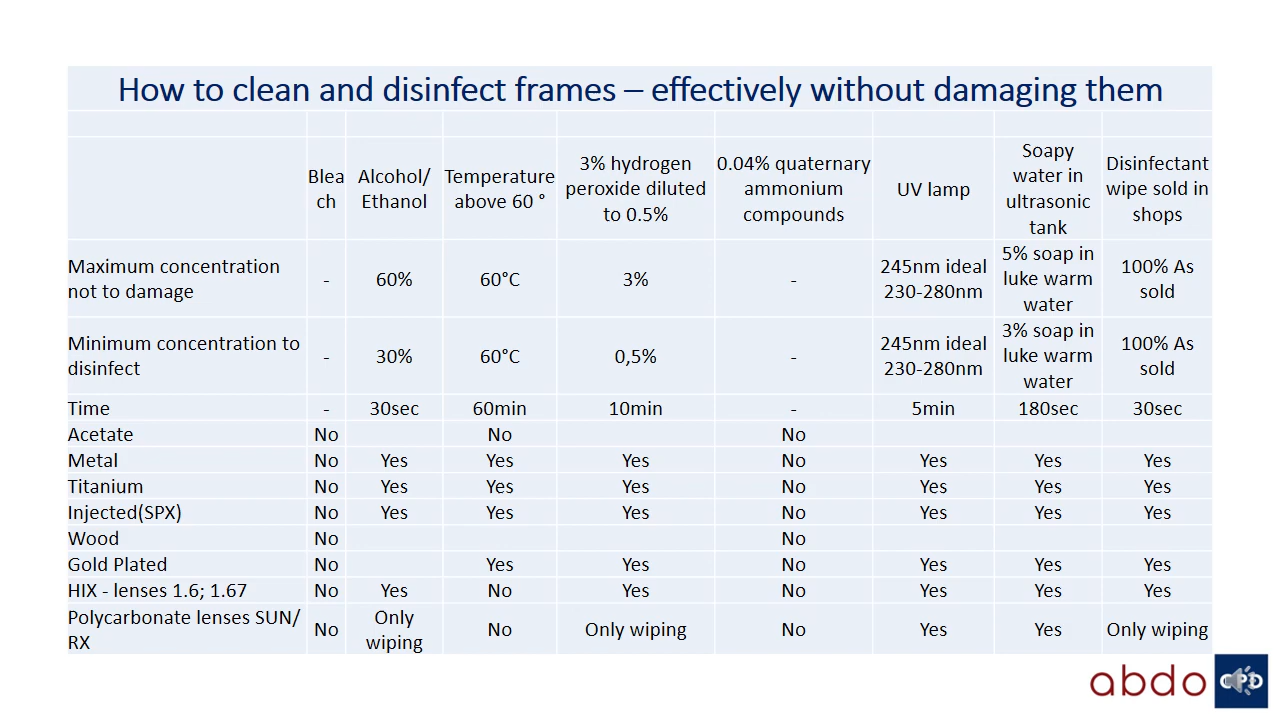 How to clean and disinfect frames – effectively without damaging them
Blea
ch
Alcohol/
Ethanol
Temperature
above 60 °
3% hydrogen
peroxide diluted
to 0.5%
0.04% quaternary
ammonium
compounds
UV lamp
Soapy
water in
ultrasonic
tank
Disinfectant
wipe sold in
shops
Maximum concentration
not to damage
-
60%
60°C
3%
-
245nm ideal
230-280nm
5% soap in
luke warm
water
100% As
sold
Minimum concentration to
disinfect
-
30%
60°C
0,5%
-
245nm ideal
230-280nm
3% soap in
luke warm
water
100% As
sold
Time - 30sec 60min 10min - 5min 180sec 30sec
Acetate No No No
Metal No Yes Yes Yes No Yes Yes Yes
Titanium No Yes Yes Yes No Yes Yes Yes
Injected(SPX) No Yes Yes Yes No Yes Yes Yes
Wood No No
Gold Plated No Yes Yes No Yes Yes Yes
HIX - lenses 1.6; 1.67 No Yes No Yes No Yes Yes Yes
Polycarbonate lenses SUN/
RX
No
Only
wiping
No
Only wiping
No
Yes
Yes
Only wiping
abdo
CPD